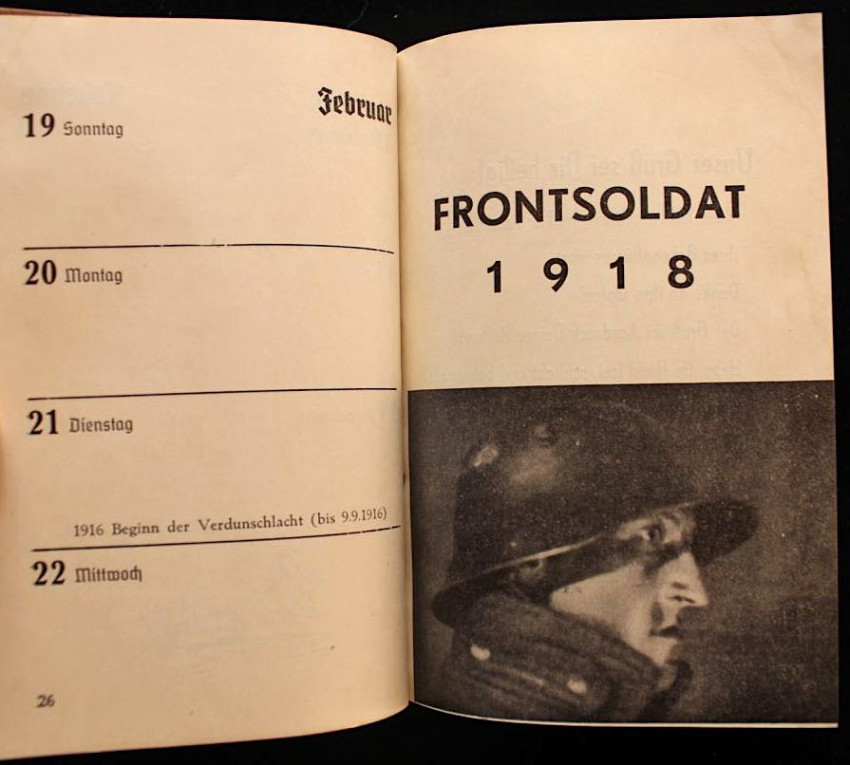 Februar
19 Sonntag
20 Montag
21 Dienstag
1916 Beginn der Verdunschlacht (bis 9.9.1916)
22 Mittwoch
26
FRONTSOLDAT
1918